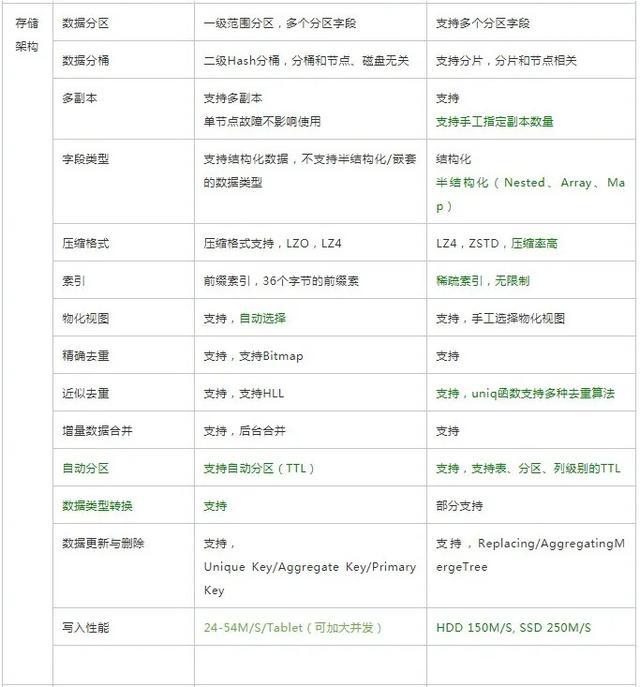 存储
架构
数据分区
一级范围分区，多个分区字段
支持多个分区字段
数据分桶
二级Hash分桶，分桶和节点、磁盘无关
支持分片，分片和节点相关
多副本
支持多副本
单节点故障不影响使用
支持
支持手工指定副本数量
字段类型
支持结构化数据，不支持半结构化/嵌套
的数据类型
结构化
半结构化（Nested、Array、Ma
p）
压缩格式
压缩格式支持，LZO，LZ4
LZ4，ZSTD，压缩率高
索引
前缀索引，36个字节的前缀素
稀疏索引，无限制
物化视图
支持，自动选择
支持，手工选择物化视图
精确去重
支持，支持Bitmap
支持
近似去重
支持，支持HLL
支持，uniq函数支持多种去重算法
增量数据合并
支持，后台合并
支持
自动分区
支持自动分区（TTL）
支持，支持表、分区、列级别的TTL
数据类型转换
支持
部分支持
数据更新与删除
支持，
Unique Key/Aggregate Key/Primary
Key
支持，Replacing/AggregatingM
ergeTree
写入性能
24-54M/S/Tablet（可加大并发）
HDD 150M/S, SSD 250M/S